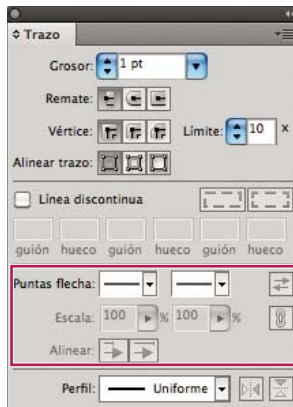 Trazo
Grosor: 1 pt
Remate:
Vértice: Límite: 10 x
Alinear trazo:
Línea discontinua
guión hueco guión hueco guión hueco
Puntas flecha:
Escala: 100 % 100 %
Alinear:
Perfil: Uniforme